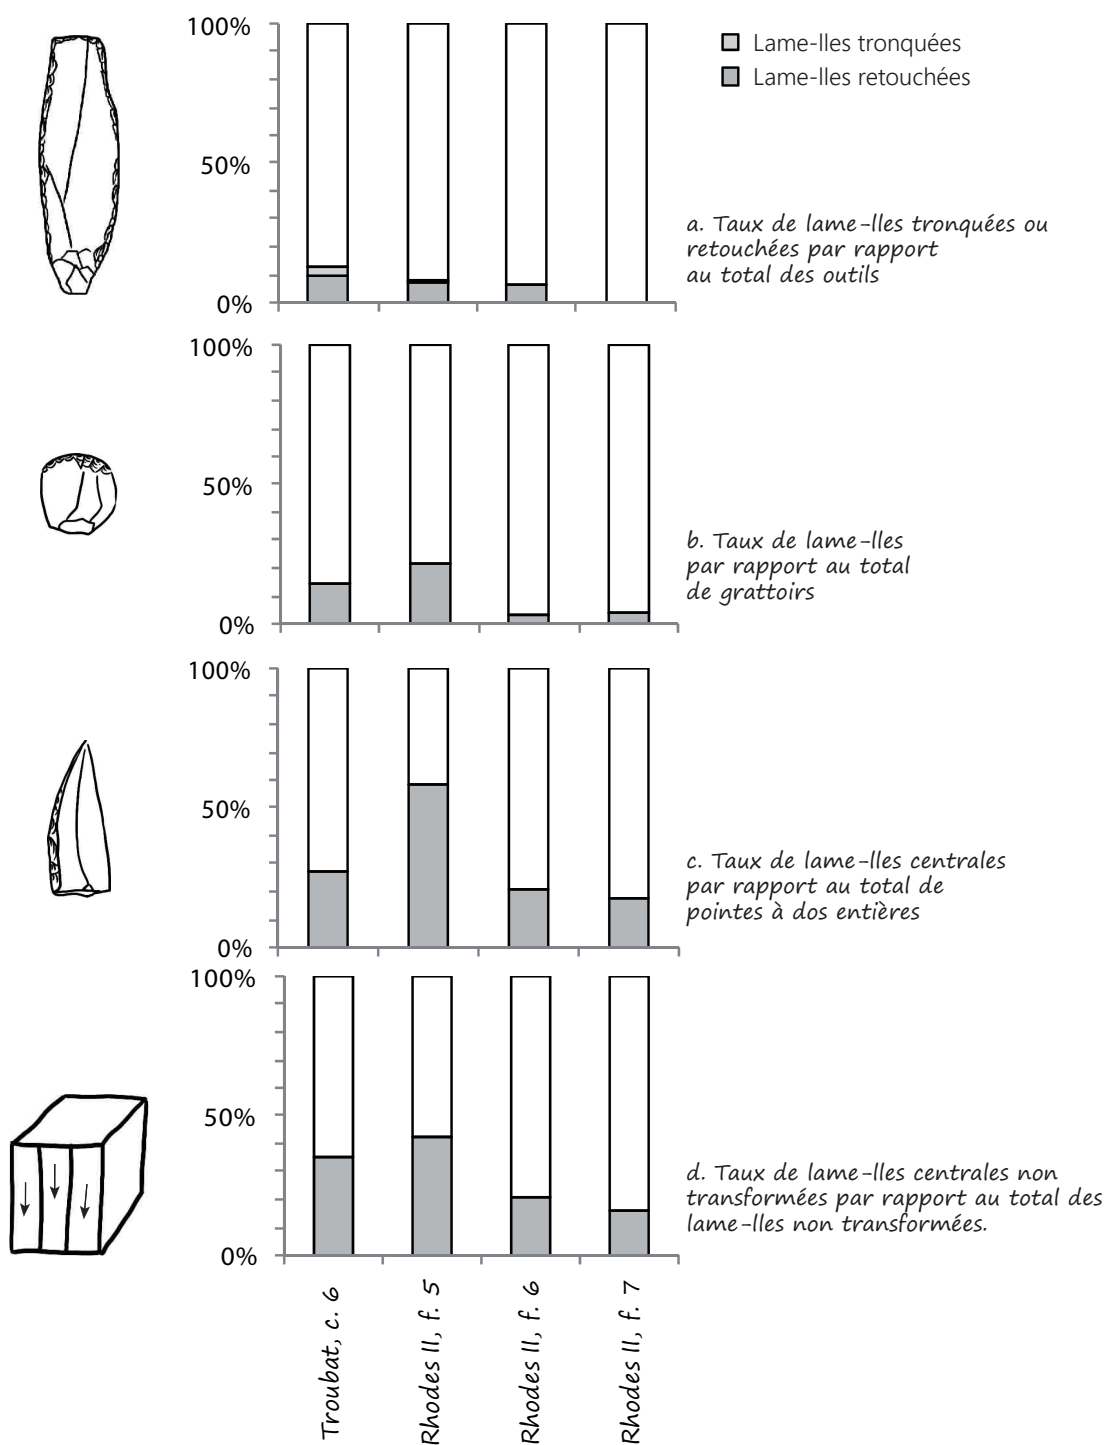 100%
50%
0%
Lame-lles tronquées
Lame-lles retouchées
a. Taux de lame-lles tronquées ou
retouchées par rapport
au total des outils
100%
50%
0%
b. Taux de lame-lles
par rapport au total
de grattoirs
100%
50%
0%
c. Taux de lame-lles centrales
par rapport au total de
pointes à dos entières
100%
50%
0%
d. Taux de lame-lles centrales non
transformées par rapport au total des
lame-lles non transformées.
Troubat, c. 6
Rhodes II, f. 5
Rhodes II, f. 6
Rhodes II, f. 7